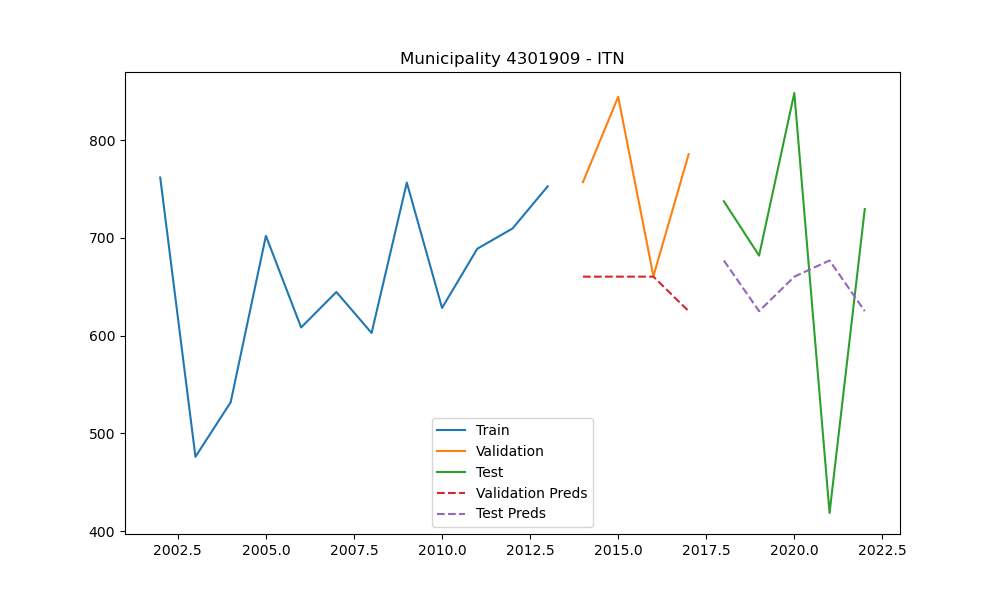 Municipality 4301909 - ITN
800
700
600
500
400
Train
Validation
Test
Validation Preds
Test Preds
2002.5 2005.0 2007.5 2010.0 2012.5 2015.0 2017.5 2020.0 2022.5